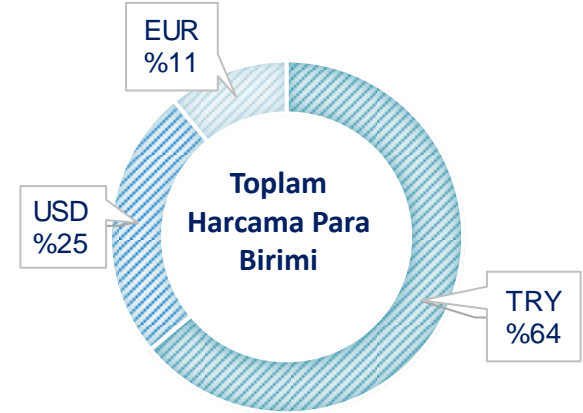 EUR
%11
Toplam
Harcama Para
Birimi
USD
%25
TRY
%64